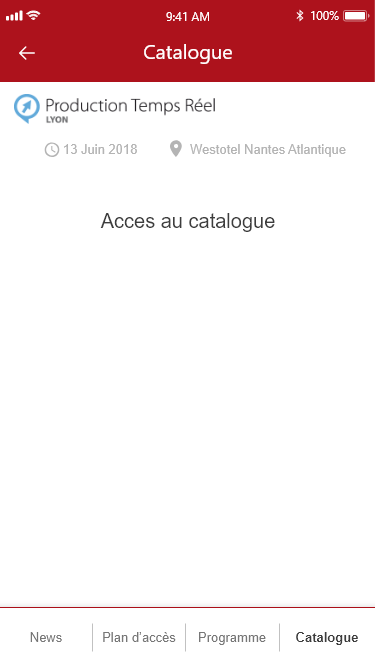 9:41 AM 100%
Catalogue
Production Temps Réel
LYON
13 Juin 2018 Westotel Nantes Atlantique
Acces au catalogue
News Plan d'accès Programme Catalogue